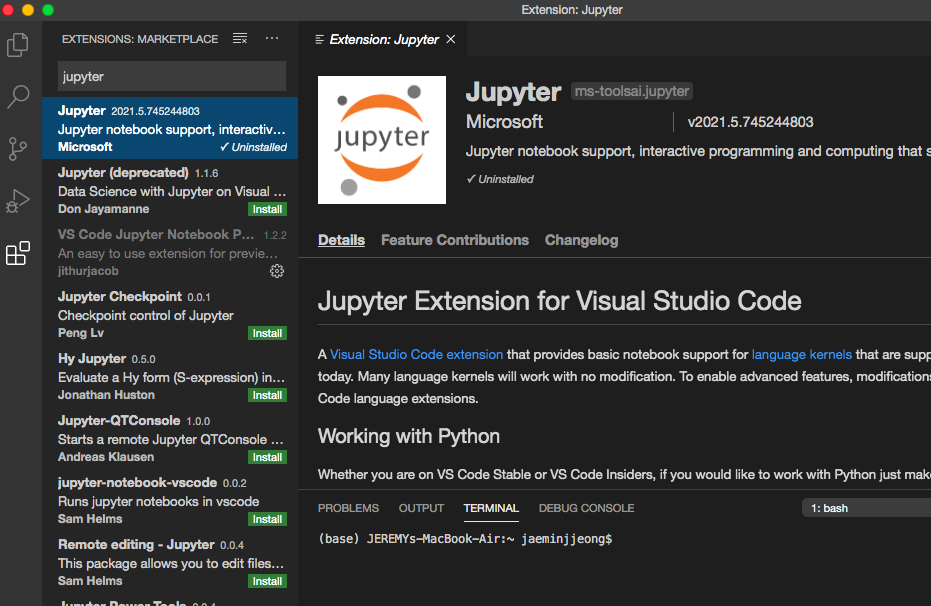 Extension: Jupyter
EXTENSIONS: MARKETPLACE
jupyter
Jupyter 2021.5.745244803
Jupyter notebook support, interactiv…
Microsoft
✓ Uninstalled
Jupyter (deprecated) 1.1.6
Data Science with Jupyter on Visual …
Don Jayamanne
Install
VS Code Jupyter Notebook P… 1.2.2
An easy to use extension for previe…
jithurjacob
Jupyter Checkpoint 0.0.1
Checkpoint control of Jupyter
Peng Lv
Install
Hy Jupyter 0.5.0
Evaluate a Hy form (S-expression) in…
Jonathan Huston
Install
Jupyter-QTConsole 1.0.0
Starts a remote Jupyter QTConsole …
Andreas Klausen
Install
jupyter-notebook-vscode 0.0.2
Runs jupyter notebooks in vscode
Sam Helms
Install
Remote editing - Jupyter 0.0.4
This package allows you to edit files…
Sam Helms
Install
Jupyter Power Tools
Extension: Jupyter
jupyter
Jupyter ms-toolsai.jupyter
Microsoft
v2021.5.745244803
Jupyter notebook support, interactive programming and computing that s
✓ Uninstalled
Details Feature Contributions Changelog
Jupyter Extension for Visual Studio Code
A Visual Studio Code extension that provides basic notebook support for language kernels that are supp
today. Many language kernels will work with no modification. To enable advanced features, modifications
Code language extensions.
Working with Python
Whether you are on VS Code Stable or VS Code Insiders, if you would like to work with Python just make
PROBLEMS OUTPUT TERMINAL DEBUG CONSOLE
1: bash
(base) JEREMYs-MacBook-Air:~ jaeminjjeong$